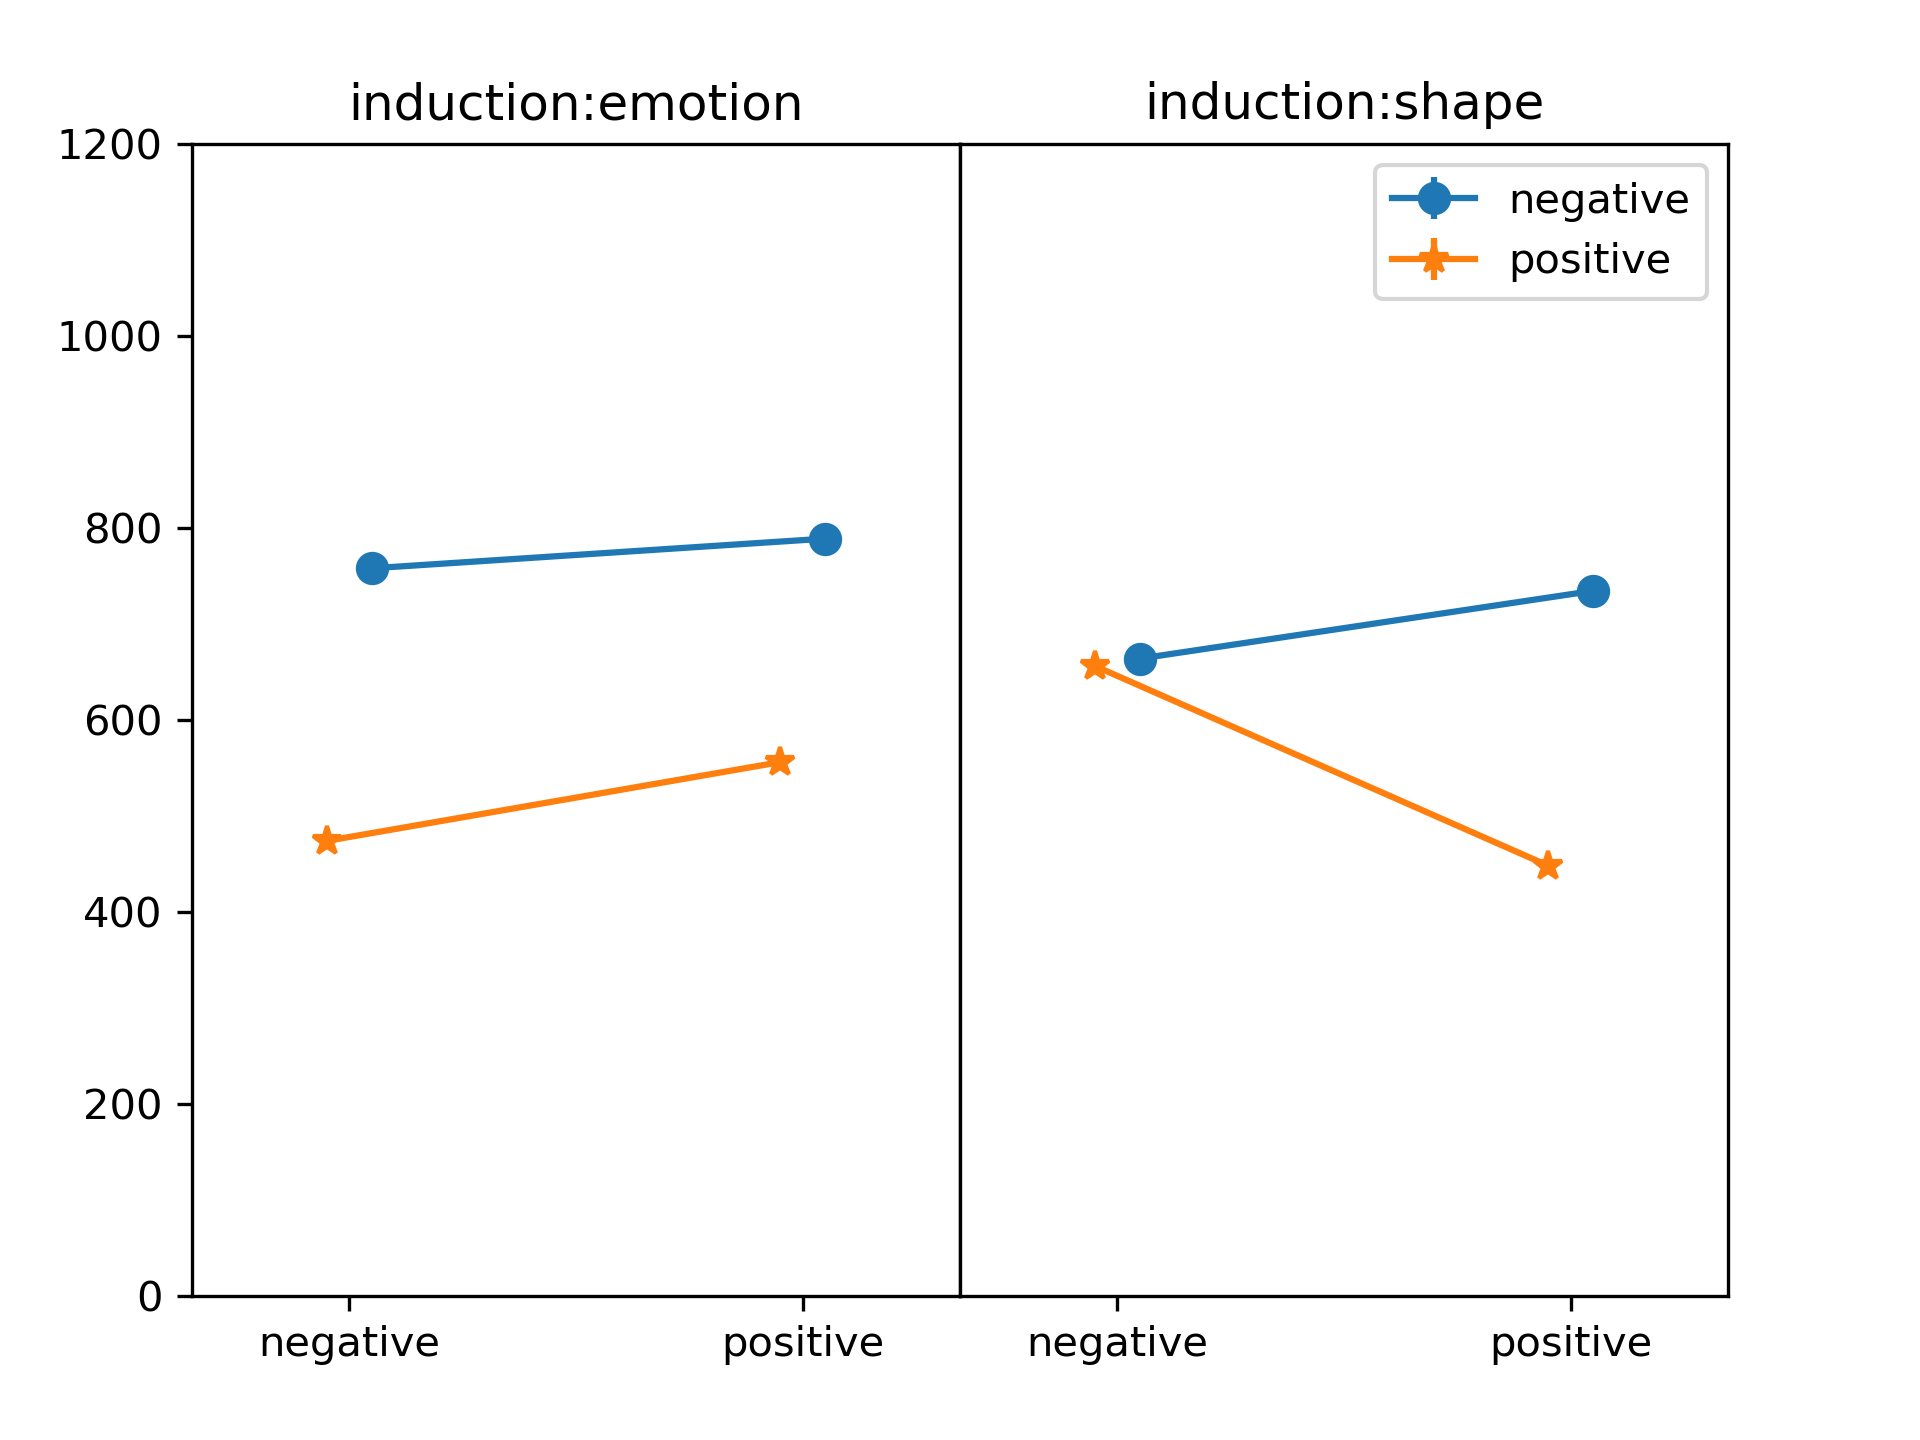 induction:emotion
induction:shape
1200
1000
800
600
400
200
0
negative
positive
negative
positive
negative
positive